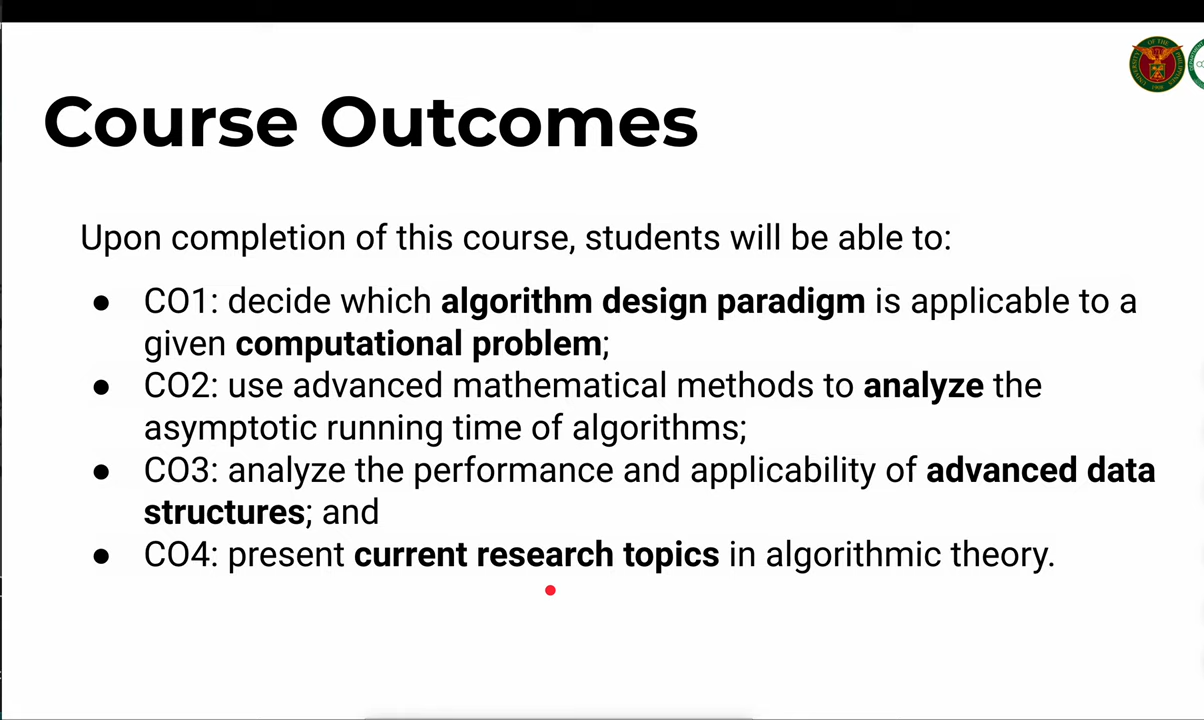 Course Outcomes
Upon completion of this course, students will be able to:
● CO1: decide which algorithm design paradigm is applicable to a
given computational problem;
● CO2: use advanced mathematical methods to analyze the
asymptotic running time of algorithms;
● CO3: analyze the performance and applicability of advanced data
structures; and
● CO4: present current research topics in algorithmic theory.